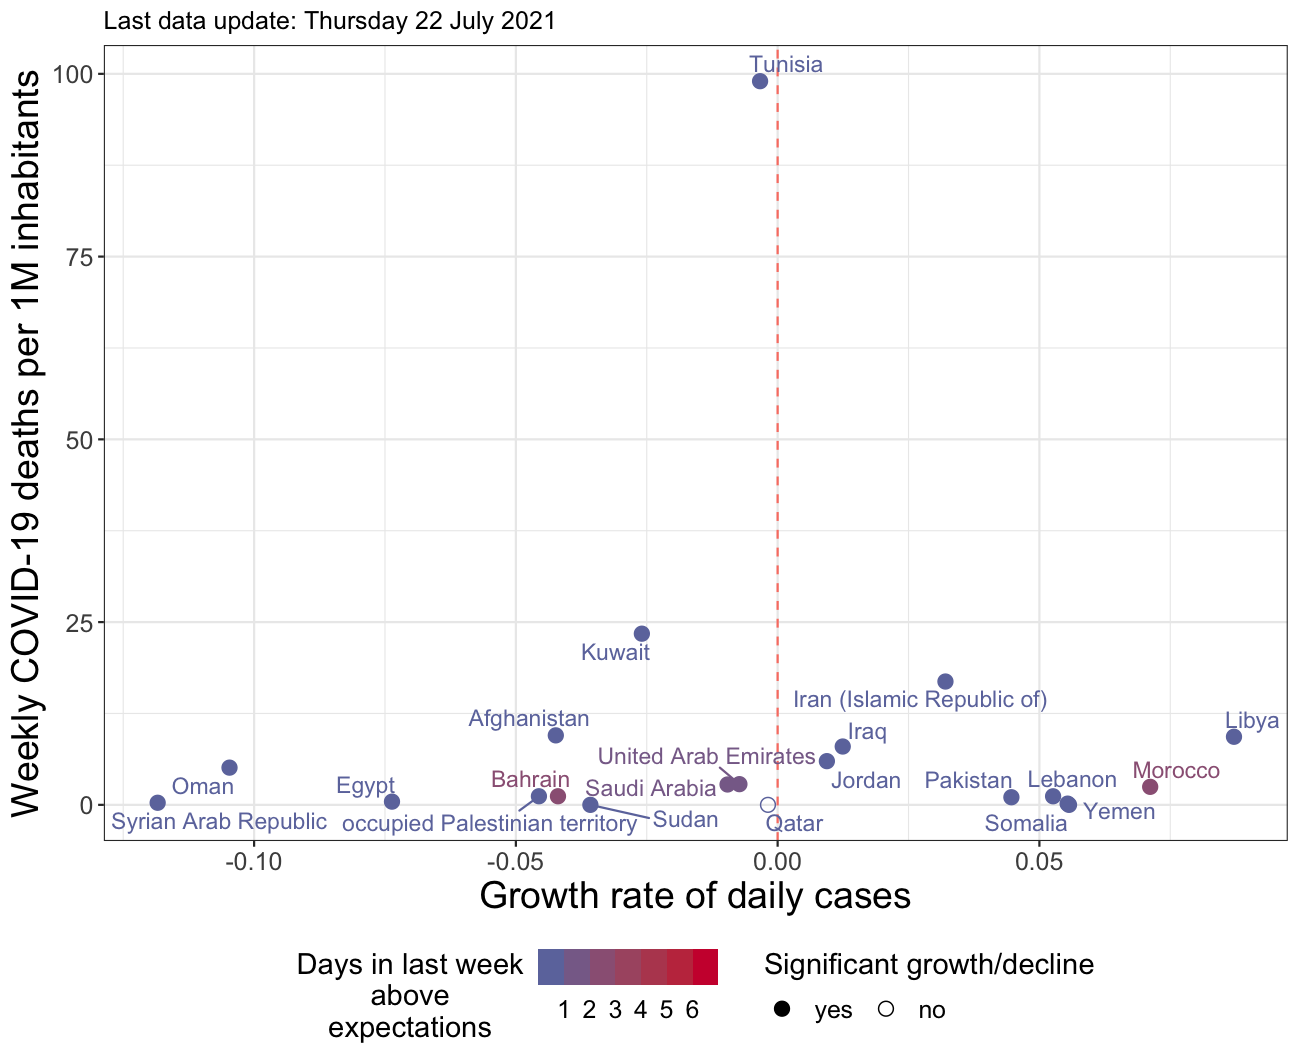 Last data update: Thursday 22 July 2021
Weekly COVID-19 deaths per 1M inhabitants
100
75
50
25
0
Tunisia
Kuwait
Iran (Islamic Republic of)
Afghanistan
Libya
Iraq
United Arab Emirates
Morocco
Oman
Egypt
Bahrain
Saudi Arabia
Jordan
Pakistan
Lebanon
Syrian Arab Republic
occupied Palestinian territory
Sudan
Qatar
Somalia
Yemen
-0.10
-0.05
0.00
0.05
Growth rate of daily cases
Days in last week
above
expectations
1 2 3 4 5 6
Significant growth/decline
yes
no